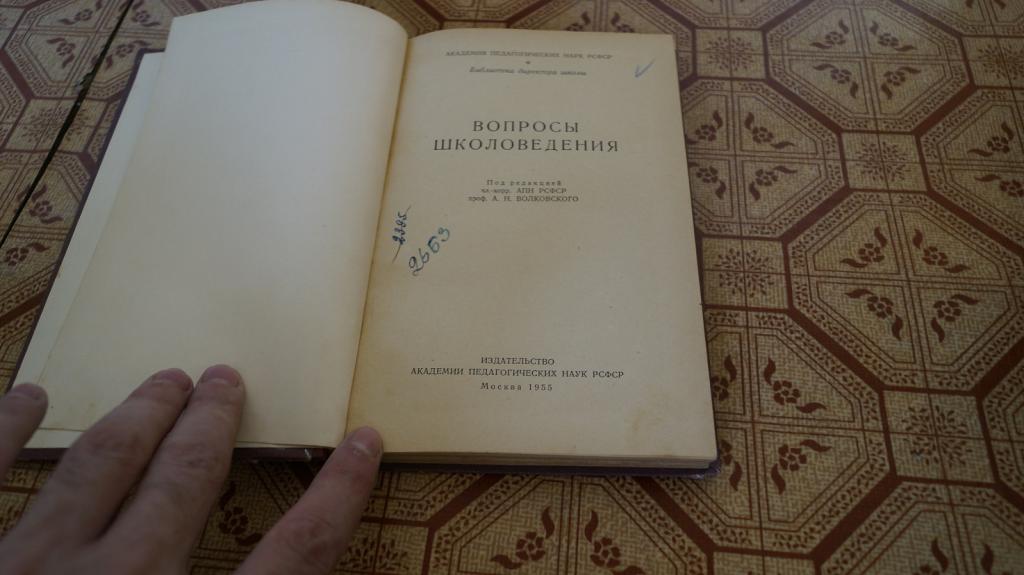 АКАДЕМИЯ ПЕДАГОГИЧЕСКИХ НАУК РСФСР
Библиотека директора школы
ВОПРОСЫ
ШКОЛОВЕДЕНИЯ
Под редакцией
чл.-корр. АПН РСФСР
проф. А. Н. ВОЛКОВСКОГО
2663
ИЗДАТЕЛЬСТВО
АКАДЕМИИ ПЕДАГОГИЧЕСКИХ НАУК РСФСР
Москва 1955